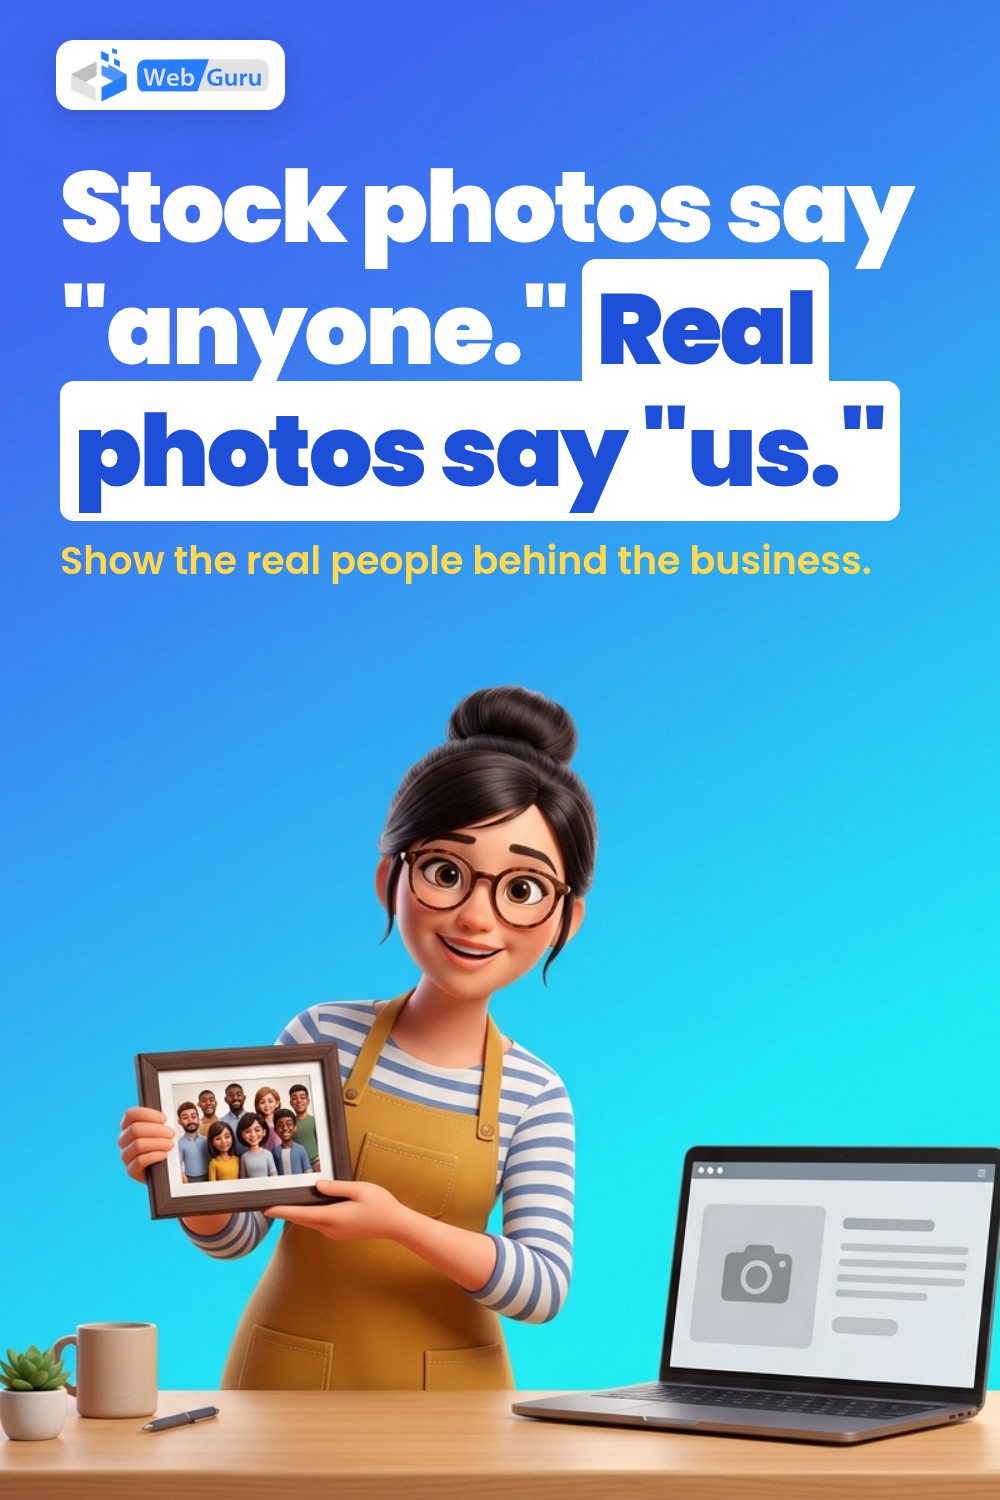 Web Guru
Stock photos say
"anyone." Real
photos say "us."
Show the real people behind the business.